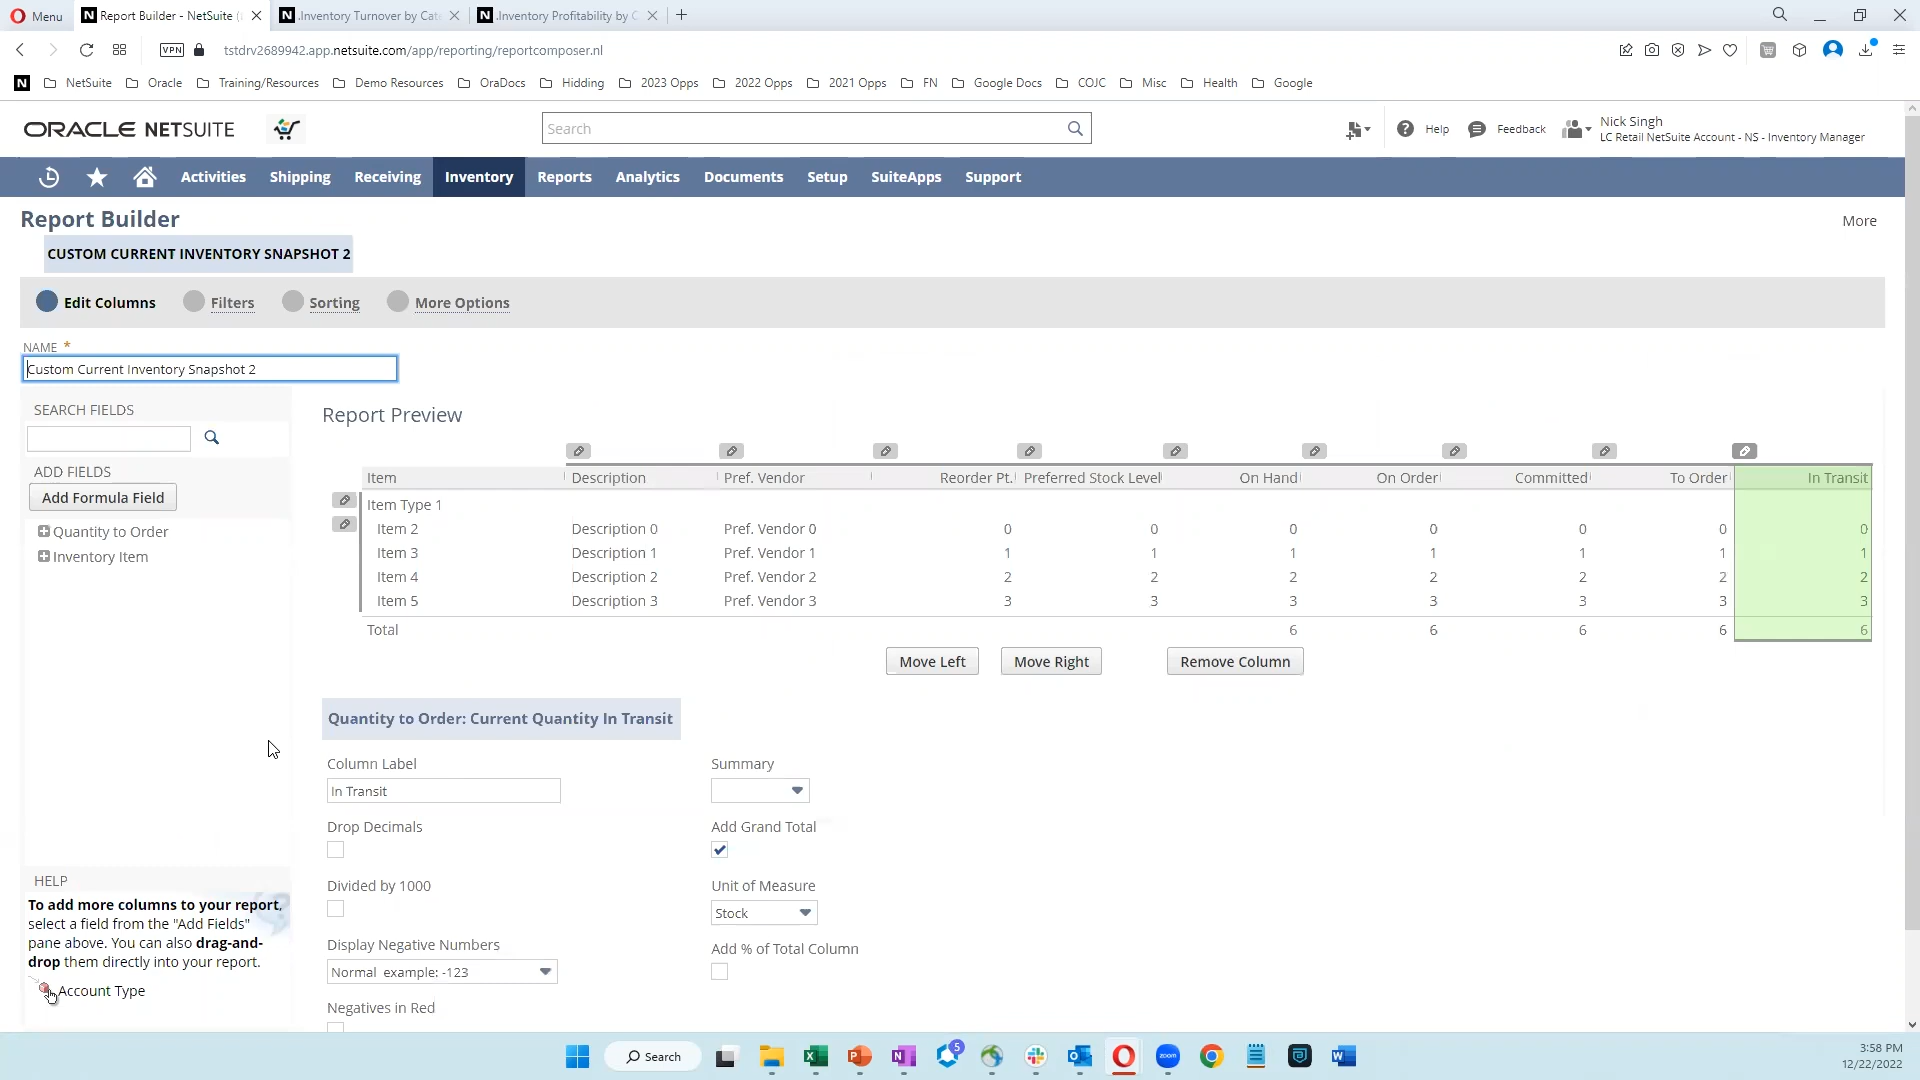 Menu
Report Builder - NetSuite (
.Inventory Turnover by Cate
.Inventory Profitability by C
VPN
tstdrv2689942.app.netsuite.com/app/reporting/reportcomposer.nl
N NetSuite Oracle Training/Resources Demo Resources OraDocs Hidding 2023 Opps 2022 Opps 2021 Opps FN Google Docs COJC Misc Health Google
ORACLE NETSUITE
Search
Help
Feedback
Nick Singh
LC Retail NetSuite Account - NS - Inventory Manager
Activities Shipping Receiving Inventory Reports Analytics Documents Setup SuiteApps Support
Report Builder
More
CUSTOM CURRENT INVENTORY SNAPSHOT 2
Edit Columns Filters Sorting More Options
NAME *
Custom Current Inventory Snapshot 2
SEARCH FIELDS
ADD FIELDS
Add Formula Field
Quantity to Order
Inventory Item
Report Preview
Item Description Pref. Vendor Reorder Pt. Preferred Stock Level On Hand On Order Committed To Order In Transit
Item Type 1
Item 2 Description 0 Pref. Vendor 0 0 0 0 0 0 0 0
Item 3 Description 1 Pref. Vendor 1 1 1 1 1 1 1 1
Item 4 Description 2 Pref. Vendor 2 2 2 2 2 2 2 2
Item 5 Description 3 Pref. Vendor 3 3 3 3 3 3 3 3
Total 6 6 6 6 6
Move Left
Move Right
Remove Column
Quantity to Order: Current Quantity In Transit
Column Label
In Transit
Summary
Drop Decimals
Add Grand Total
Divided by 1000
Unit of Measure
Stock
Display Negative Numbers
Normal example: -123
Add % of Total Column
Negatives in Red
HELP
To add more columns to your report,
select a field from the "Add Fields"
pane above. You can also drag-and-
drop them directly into your report.
Account Type
Search
5
zoom
3:58 PM
12/22/2022